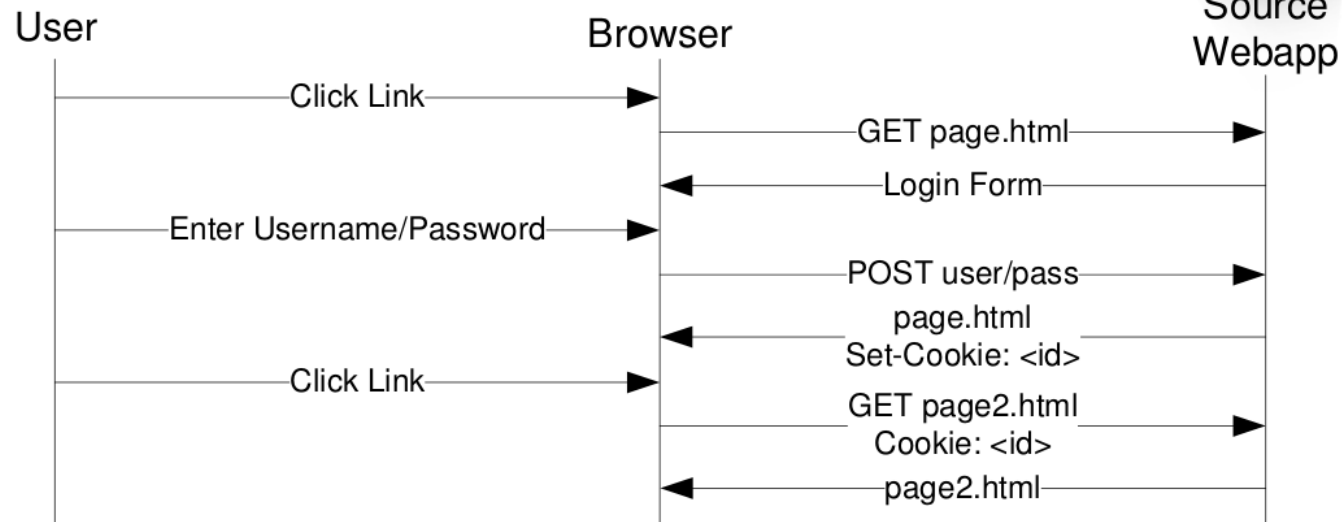 User
Browser
Source
Webapp
Click Link
GET page.html
Login Form
Enter Username/Password
POST user/pass
page.html
Set-Cookie: <id>
Click Link
GET page2.html
Cookie: <id>
page2.html